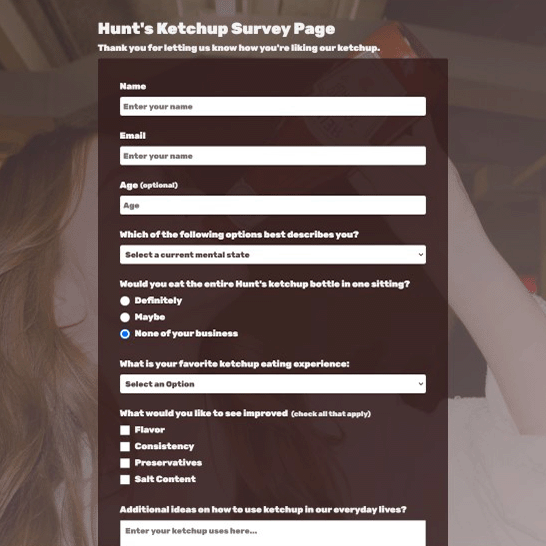 Hunt's Ketchup Survey Page
Thank you for letting us know how you're liking our ketchup.
Name
Enter your name
Email
Enter your name
Age (optional)
Age
Which of the following options best describes you?
Select a current mental state
Would you eat the entire Hunt's ketchup bottle in one sitting?
Definitely
Maybe
None of your business
What is your favorite ketchup eating experience:
Select an Option
What would you like to see improved (check all that apply)
Flavor
Consistency
Preservatives
Salt Content
Additional ideas on how to use ketchup in our everyday lives?
Enter your ketchup uses here...